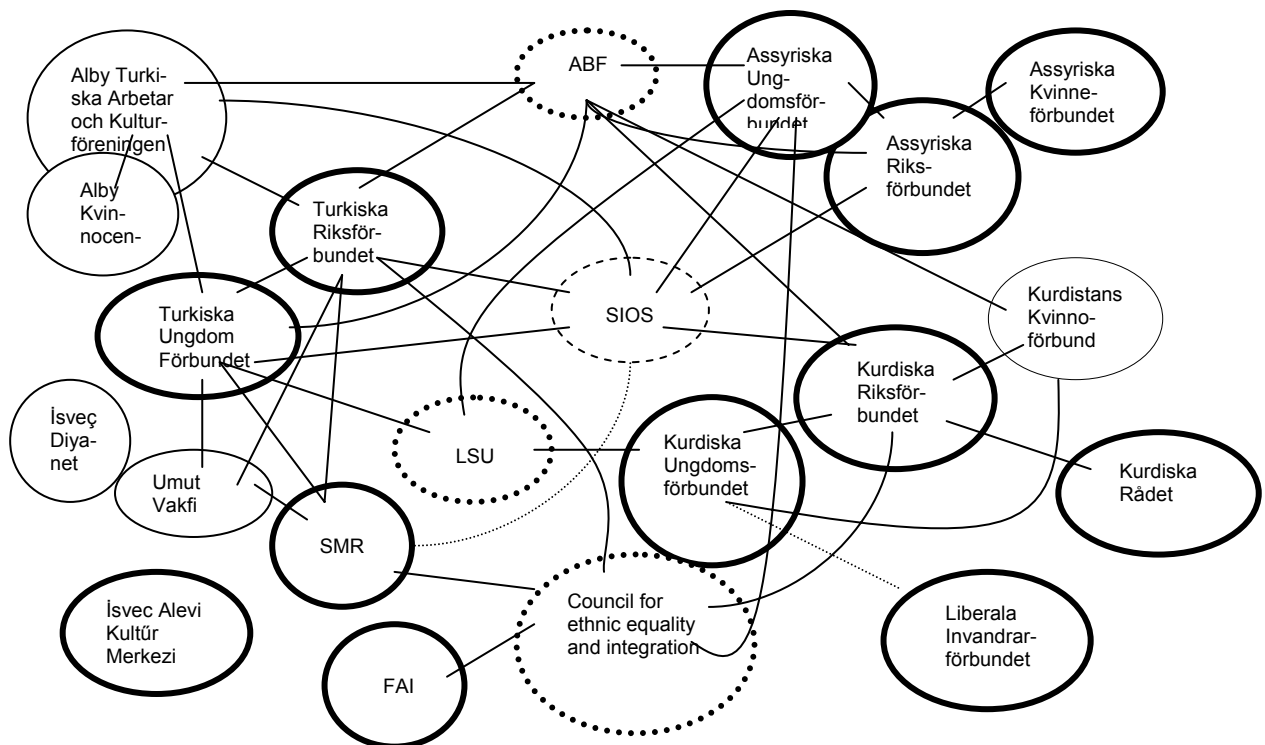 Alby Turki-
ska Arbetar
och Kultur-
föreningen
Alby
Kvin-
nocen-
ABF
Assyriska
Ung-
domsför-
bundet
Assyriska
Kvinne-
förbundet
Assyriska
Riks-
förbundet
Turkiska
Riksför-
bundet
Turkiska
Ungdom
Förbundet
SIOS
Kurdistans
Kvinno-
förbund
Kurdiska
Riksför-
bundet
İsveç
Diya-
net
LSU
Kurdiska
Ungdoms-
förbundet
Kurdiska
Rådet
Umut
Vakfi
SMR
İsvec Alevi
Kultűr
Merkezi
FAI
Council for
ethnic equality
and integration
Liberala
Invandrar-
förbundet